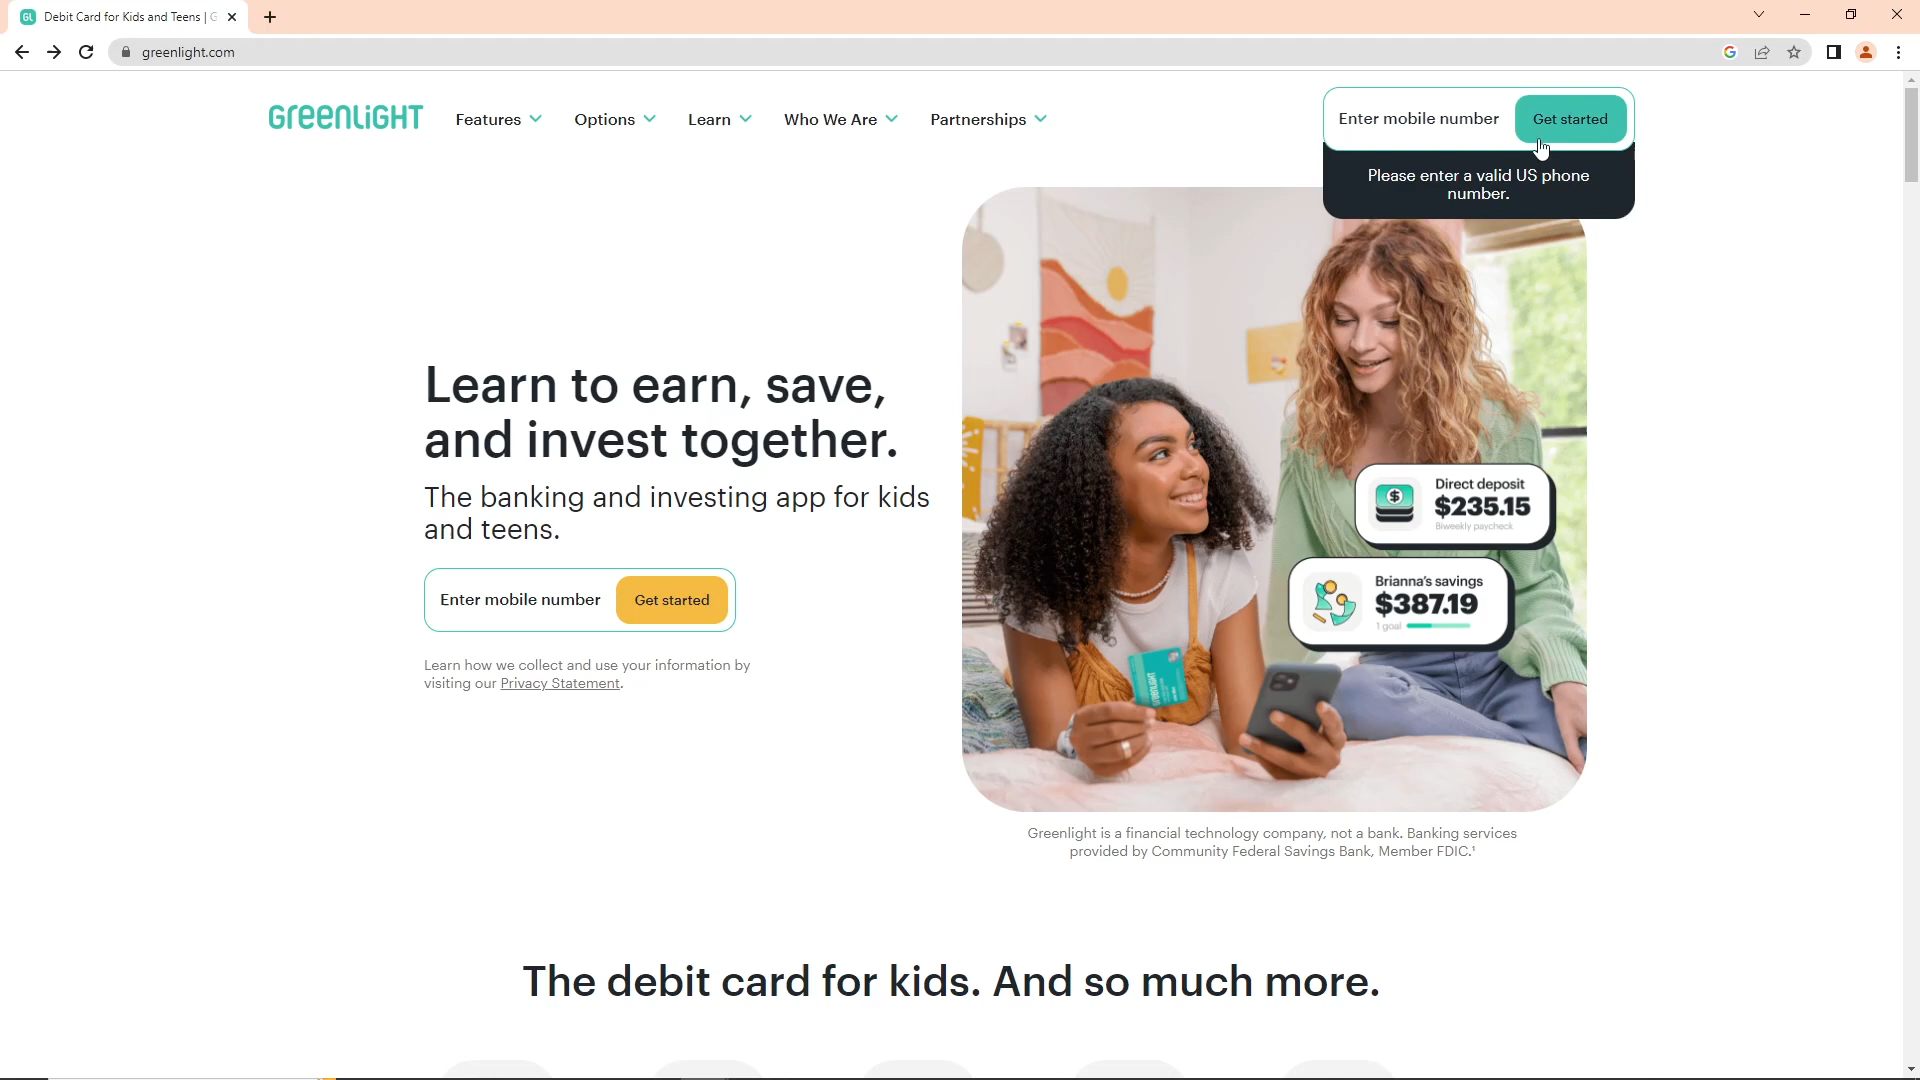 GL Debit Card for Kids and Teens | G
greenlight.com
GREENLIGHT
Features
Options
Learn
Who We Are
Partnerships
Enter mobile number
Get started
Please enter a valid US phone
number.
Learn to earn, save,
and invest together.
The banking and investing app for kids
and teens.
Enter mobile number
Get started
Learn how we collect and use your information by
visiting our Privacy Statement.
Direct deposit
$235.15
Biweekly paycheck
Brianna's savings
$387.19
1 goal
greenlight
Greenlight is a financial technology company, not a bank. Banking services
provided by Community Federal Savings Bank, Member FDIC.¹
The debit card for kids. And so much more.